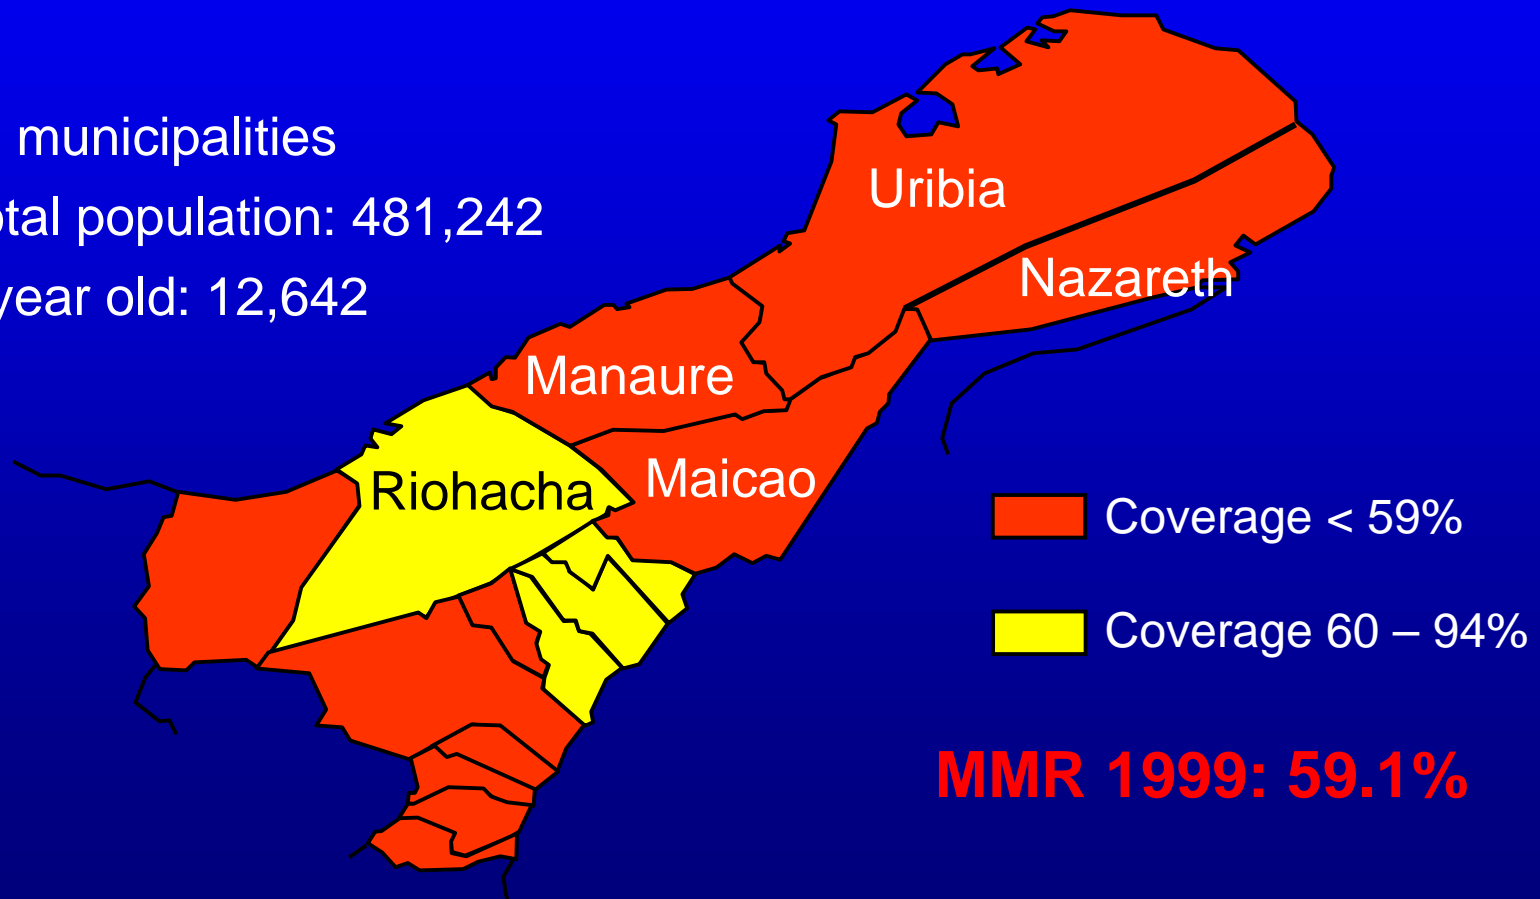 municipalities
otal population: 481,242
year old: 12,642
Uribia
Nazareth
Manaure
Riohacha
Maicao
Coverage < 59%
Coverage 60 – 94%
MMR 1999: 59.1%